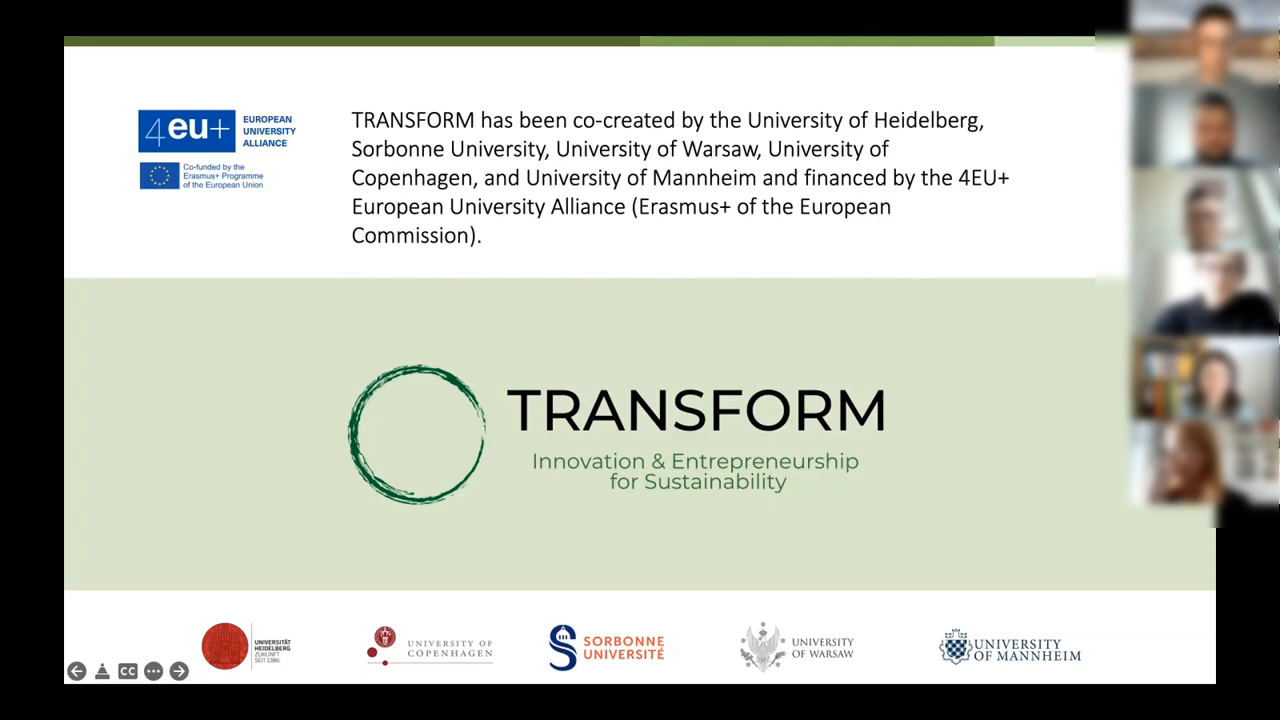 4eu+
EUROPEAN
UNIVERSITY
ALLIANCE
Co-funded by the
Erasmus+ Programme
of the European Union
TRANSFORM has been co-created by the University of Heidelberg,
Sorbonne University, University of Warsaw, University of
Copenhagen, and University of Mannheim and financed by the 4EU+
European University Alliance (Erasmus+ of the European
Commission).
TRANSFORM
Innovation & Entrepreneurship
for Sustainability
UNIVERSITÄT
HEIDELBERG
ZUKUNFT
SEIT 1386
UNIVERSITY OF
COPENHAGEN
SORBONNE
UNIVERSITÉ
UNIVERSITY
OF WARSAW
UNIVERSITY
OF MANNHEIM
CC